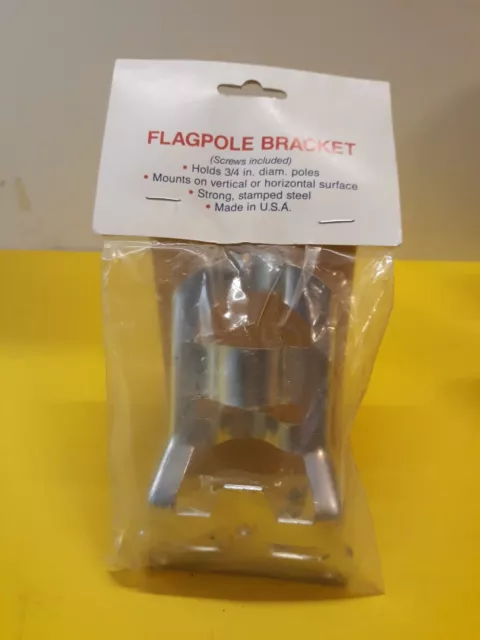 FLAGPOLE BRACKET
(Screws included)
• Holds 3/4 in. diam. poles
• Mounts on vertical or horizontal surface
• Strong, stamped steel
• Made in U.S.A.